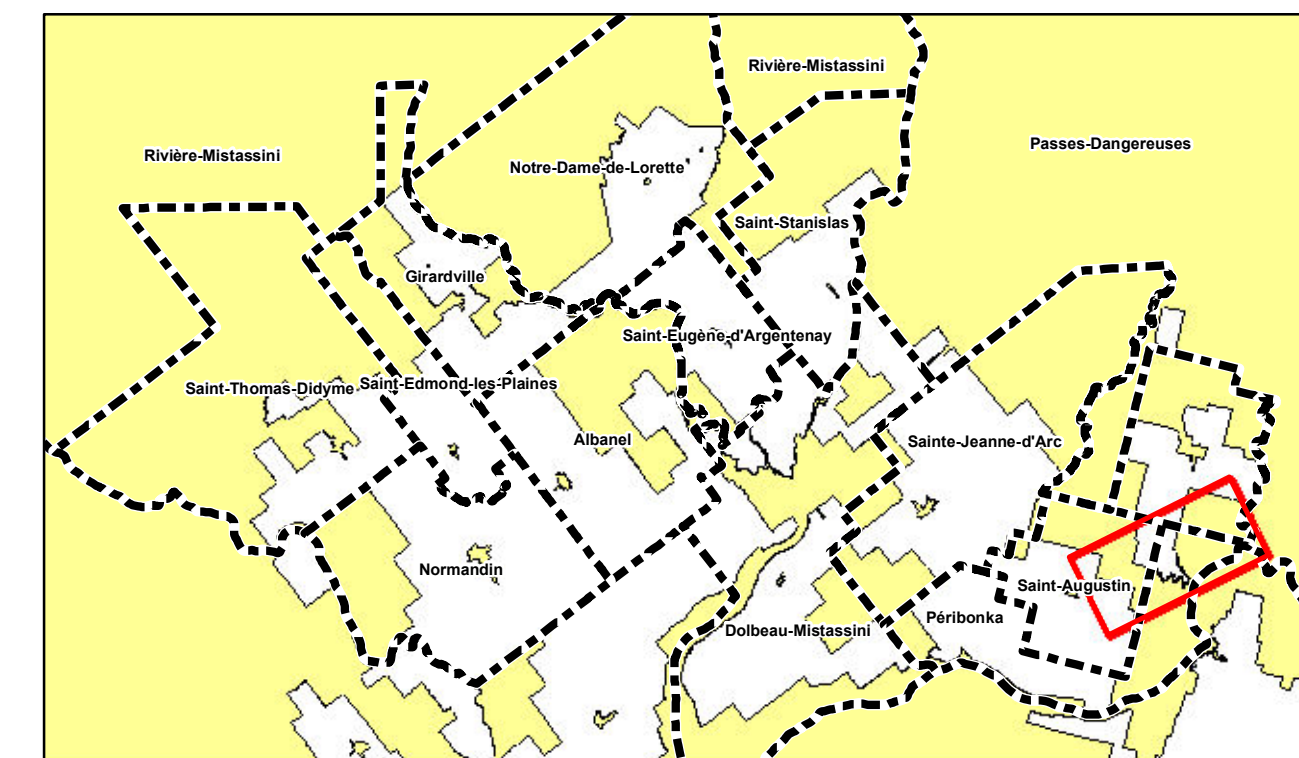 Rivière-Mistassini
Passes-Dangereuses
Rivière-Mistassini
Notre-Dame-de-Lorette
Saint-Stanislas
Girardville
Saint-Eugène-d'Argentenay
Saint-Thomas-Didyme
Saint-Edmond-les-Plaines
Albanel
Sainte-Jeanne-d'Arc
Normandin
Saint-Augustin
Péribonka
Dolbeau-Mistassini